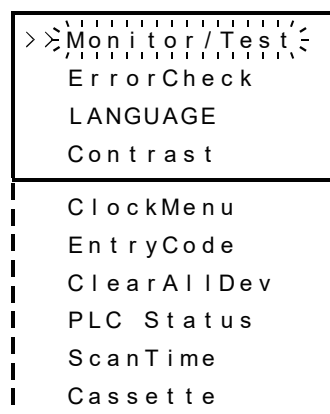 >>Monitor/Test
ErrorCheck
LANGUAGE
Contrast
ClockMenu
EntryCode
ClearAllDev
PLC Status
ScanTime
Cassette